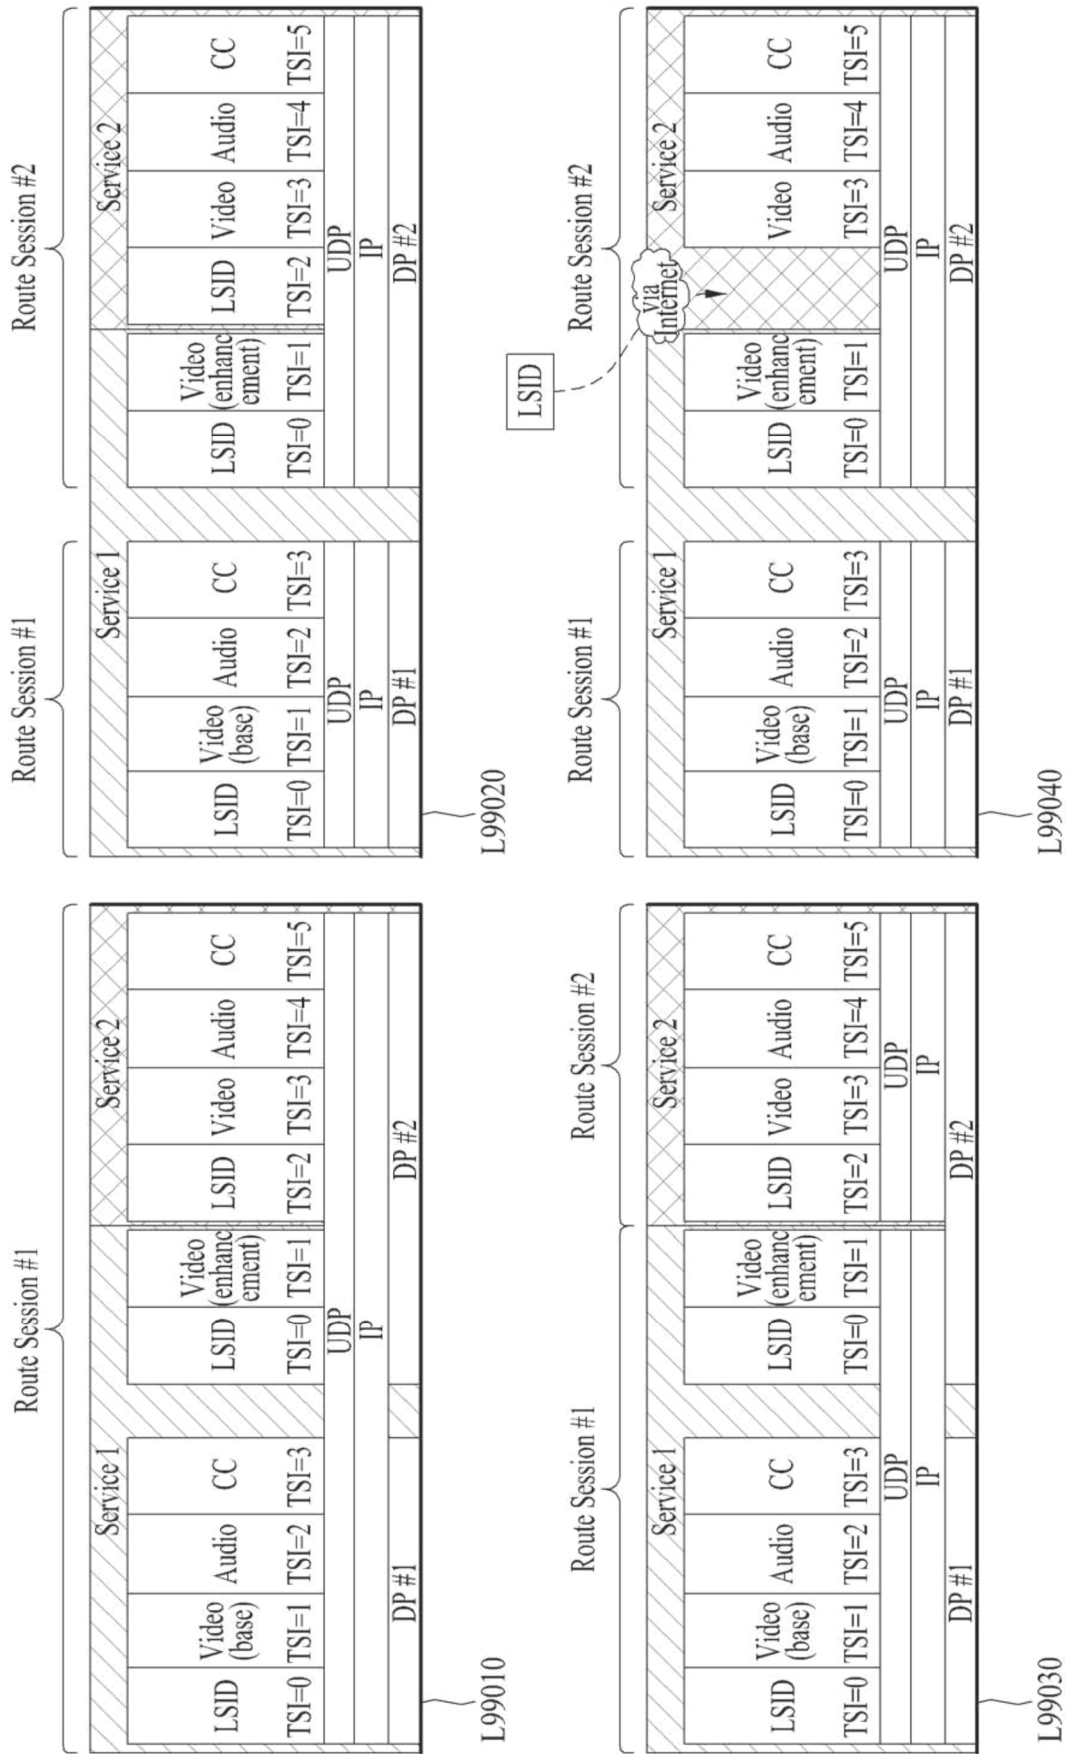 Route Session #1
Service 1
Service 2
LSID
Video
(base)
Audio
CC
LSID
Video
(enhanc
ement)
LSID
Video
Audio
CC
TSI=0
TSI=1
TSI=2
TSI=3
TSI=0
TSI=1
TSI=2
TSI=3
TSI=4
TSI=5
UDP
IP
DP #1
DP #2
L99010
Route Session #1
Route Session #2
Service 1
Service 2
LSID
Video
(base)
Audio
CC
LSID
Video
(enhanc
ement)
LSID
Video
Audio
CC
TSI=0
TSI=1
TSI=2
TSI=3
TSI=0
TSI=1
TSI=2
TSI=3
TSI=4
TSI=5
UDP
UDP
IP
IP
DP #1
DP #2
L99020
Route Session #1
Route Session #2
Service 1
Service 2
LSID
Video
(base)
Audio
CC
LSID
Video
(enhanc
ement)
LSID
Video
Audio
CC
TSI=0
TSI=1
TSI=2
TSI=3
TSI=0
TSI=1
TSI=2
TSI=3
TSI=4
TSI=5
UDP
UDP
IP
IP
DP #1
DP #2
L99030
LSID
Route Session #1
Route Session #2
via
Internet
Service 1
Service 2
LSID
Video
(base)
Audio
CC
LSID
Video
(enhanc
ement)
Video
Audio
CC
TSI=0
TSI=1
TSI=2
TSI=3
TSI=0
TSI=1
TSI=3
TSI=4
TSI=5
UDP
UDP
IP
IP
DP #1
DP #2
L99040